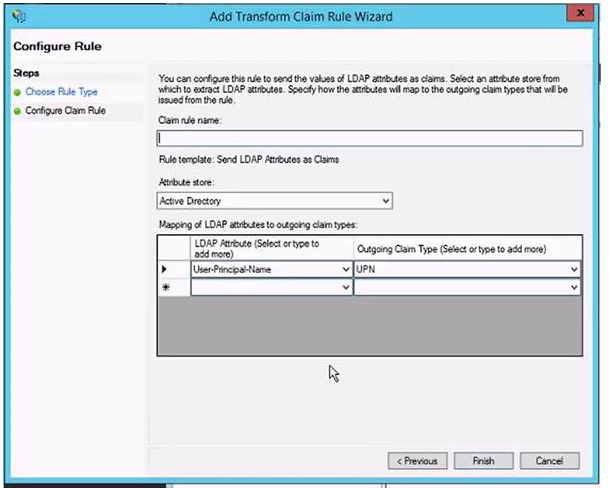 Add Transform Claim Rule Wizard
x
Configure Rule
Steps
Choose Rule Type
Configure Claim Rule
You can configure this rule to send the values of LDAP attributes as claims. Select an attribute store from
which to extract LDAP attributes. Specify how the attributes will map to the outgoing claim types that will be
issued from the rule.
Claim rule name:
Rule template: Send LDAP Attributes as Claims
Attribute store:
Active Directory
Mapping of LDAP attributes to outgoing claim types:
LDAP Attribute (Select or type to
add more)
Outgoing Claim Type (Select or type to add more)
User-Principal-Name
UPN
< Previous
Finish
Cancel